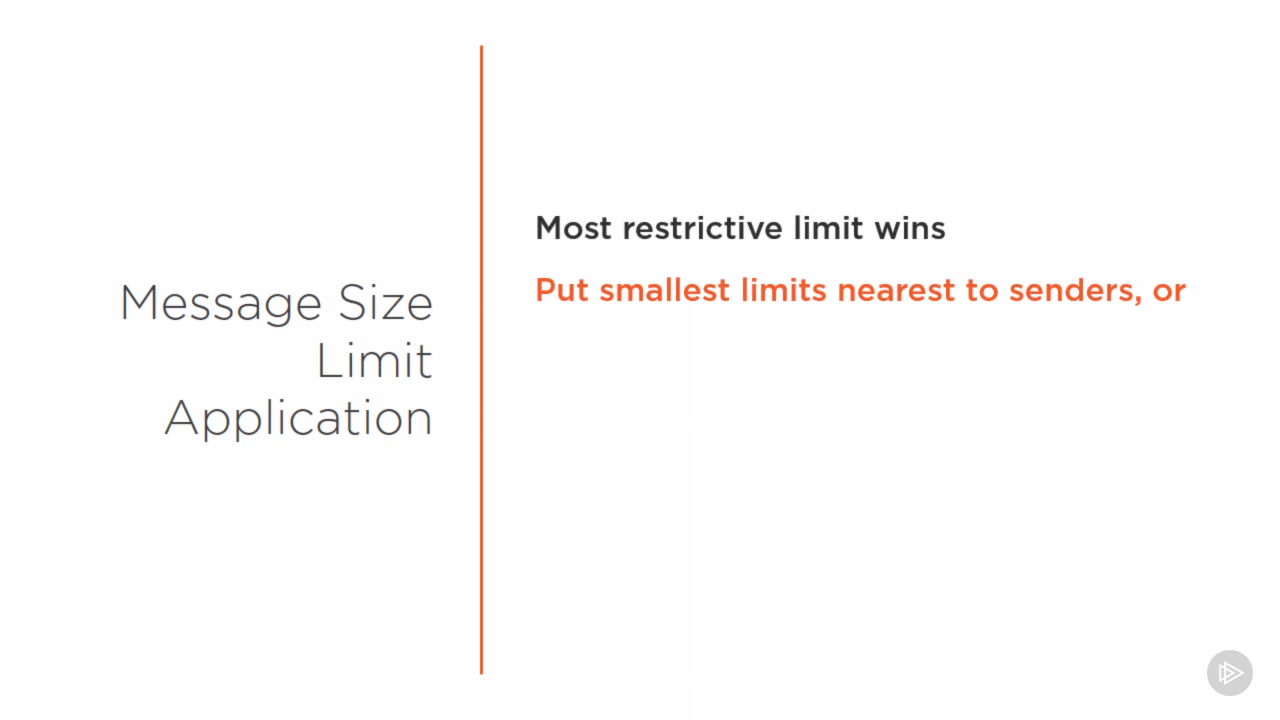 Message Size
Limit
Application
Most restrictive limit wins
Put smallest limits nearest to senders, or